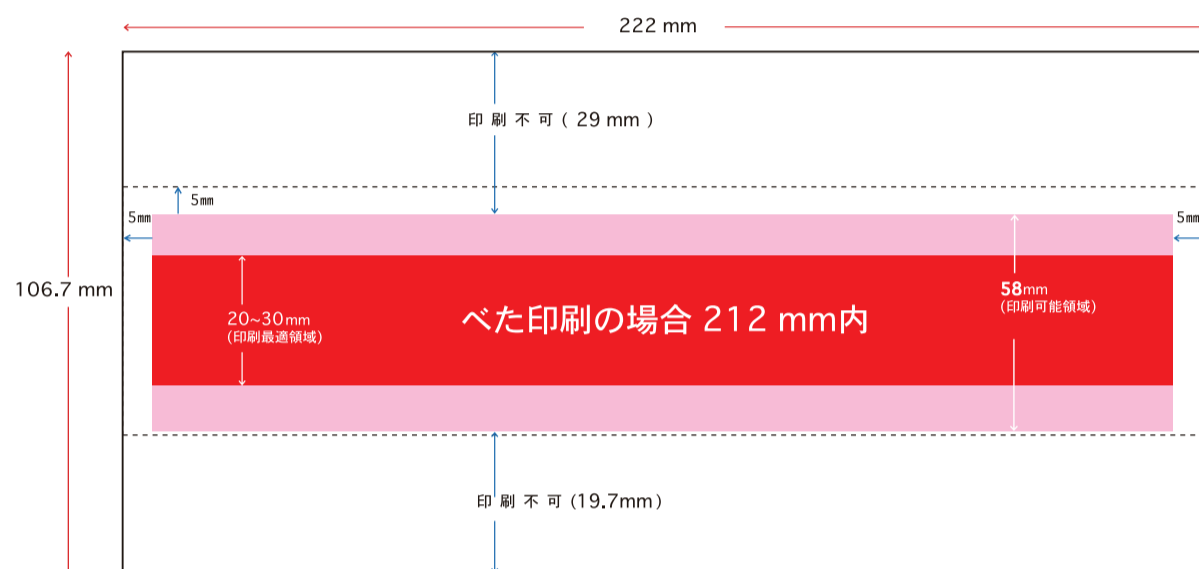 222 mm
印刷不可( 29 mm )
5㎜
5㎜
5㎜
106.7 mm
58mm
(印刷可能領域)
20~30mm
(印刷最適領域)
べた印刷の場合 212 mm内
印刷不可(19.7mm)